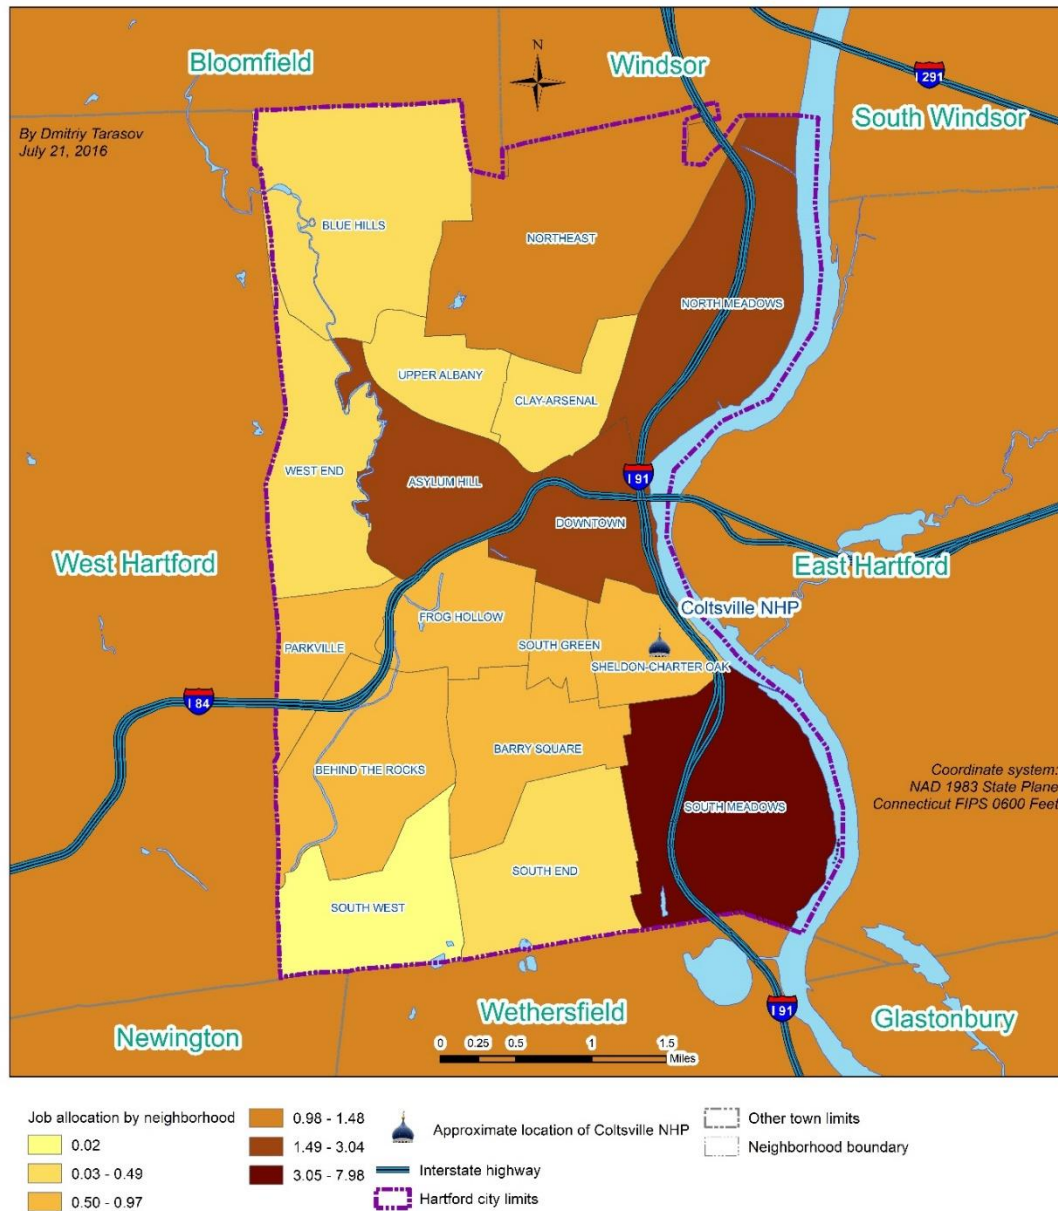 N
Bloomfield
Windsor
I 291
South Windsor
By Dmitriy Tarasov
July 21, 2016
BLUE HILLS
NORTHEAST
NORTH MEADOWS
UPPER ALBANY
CLAY-ARSENAL
WEST END
ASYLUM HILL
I 91
DOWNTOWN
West Hartford
East Hartford
Coltsville NHP
FROG HOLLOW
PARKVILLE
SOUTH GREEN
SHELDON-CHARTER OAK
I 84
BARRY SQUARE
BEHIND THE ROCKS
Coordinate system:
NAD 1983 State Plane
Connecticut FIPS 0600 Feet
SOUTH MEADOWS
SOUTH END
SOUTH WEST
Wethersfield
I 91
Glastonbury
Newington
0 0.25 0.5 1 1.5
Miles
Job allocation by neighborhood
0.02
0.03 - 0.49
0.50 - 0.97
0.98 - 1.48
1.49 - 3.04
3.05 - 7.98
Approximate location of Coltsville NHP
Interstate highway
Hartford city limits
Other town limits
Neighborhood boundary